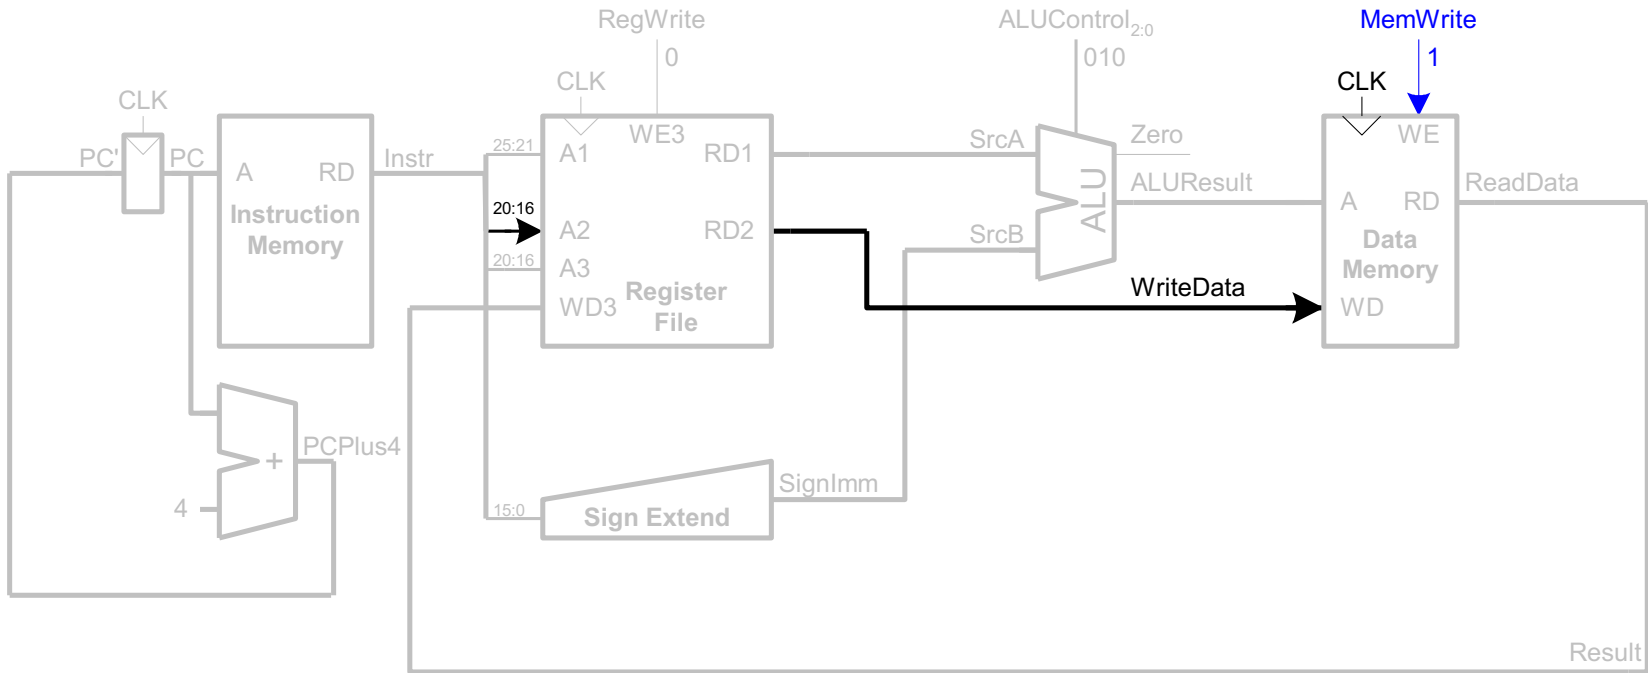 RegWrite
ALUControl2:0
MemWrite
0
010
1
CLK
CLK
CLK
PC'
PC
A
RD
Instruction
Memory
Instr
25:21
20:16
20:16
15:0
A1
A2
A3
WD3
WE3
RD1
RD2
Register
File
SrcA
SrcB
ALU
Zero
ALUResult
WriteData
WE
A
RD
Data
Memory
WD
ReadData
+
PCPlus4
4
Sign Extend
SignImm
Result